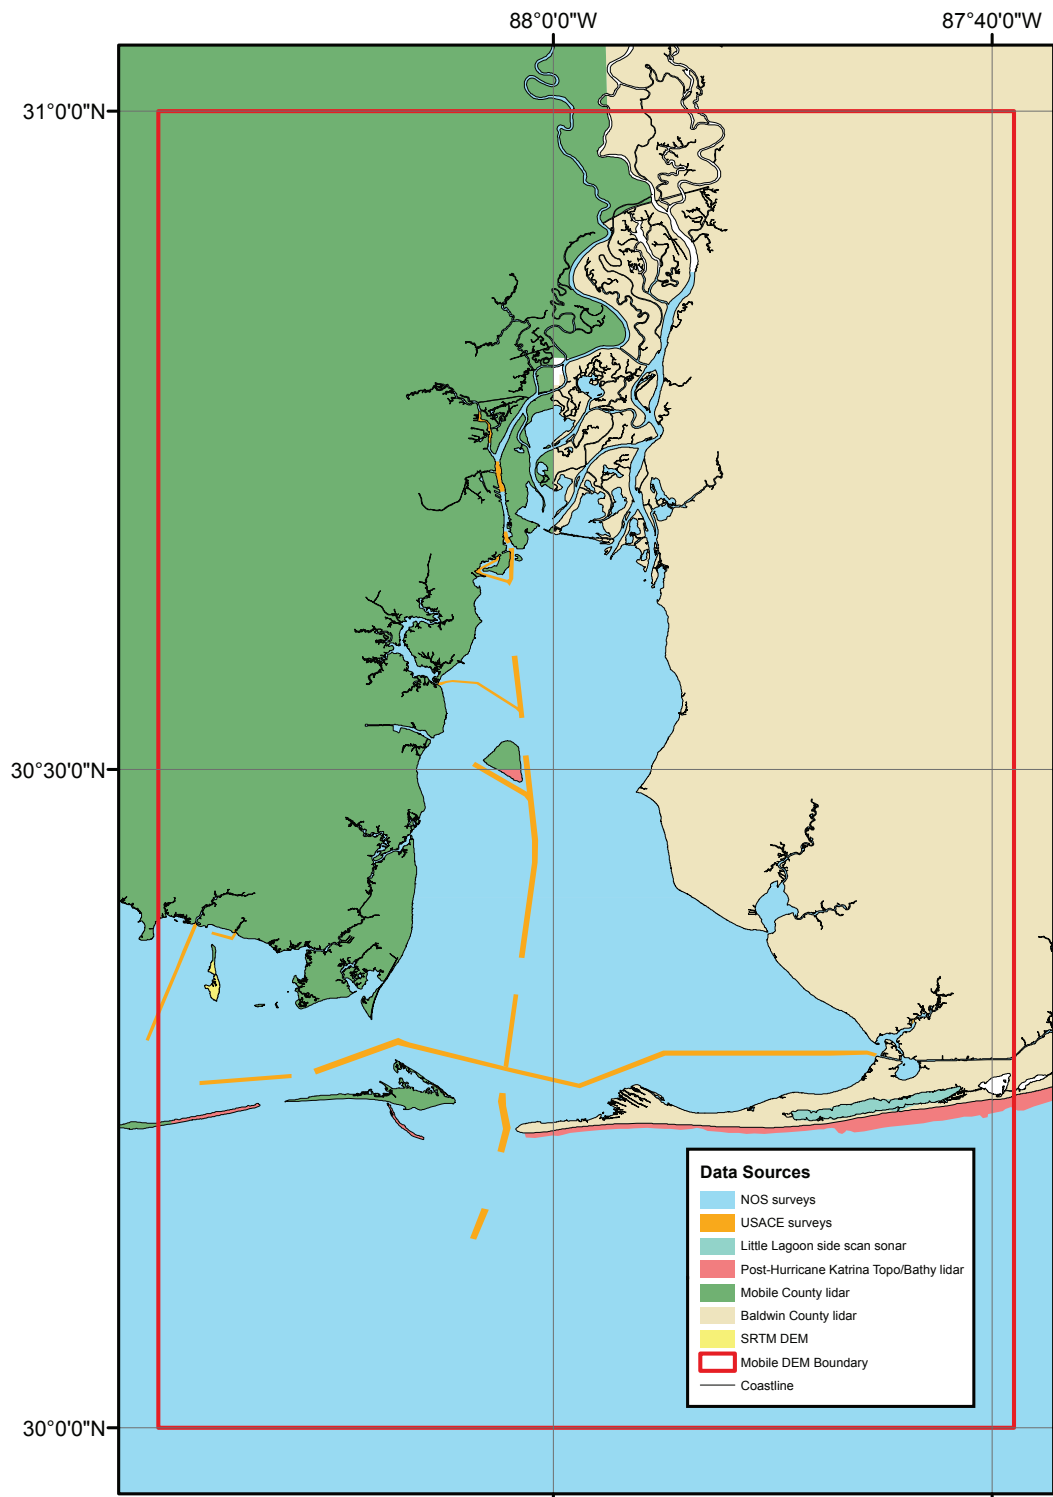 88°0'0"W
87°40'0"W
31°0'0"N
30°30'0"N
30°0'0"N
Data Sources
NOS surveys
USACE surveys
Little Lagoon side scan sonar
Post-Hurricane Katrina Topo/Bathy lidar
Mobile County lidar
Baldwin County lidar
SRTM DEM
Mobile DEM Boundary
Coastline